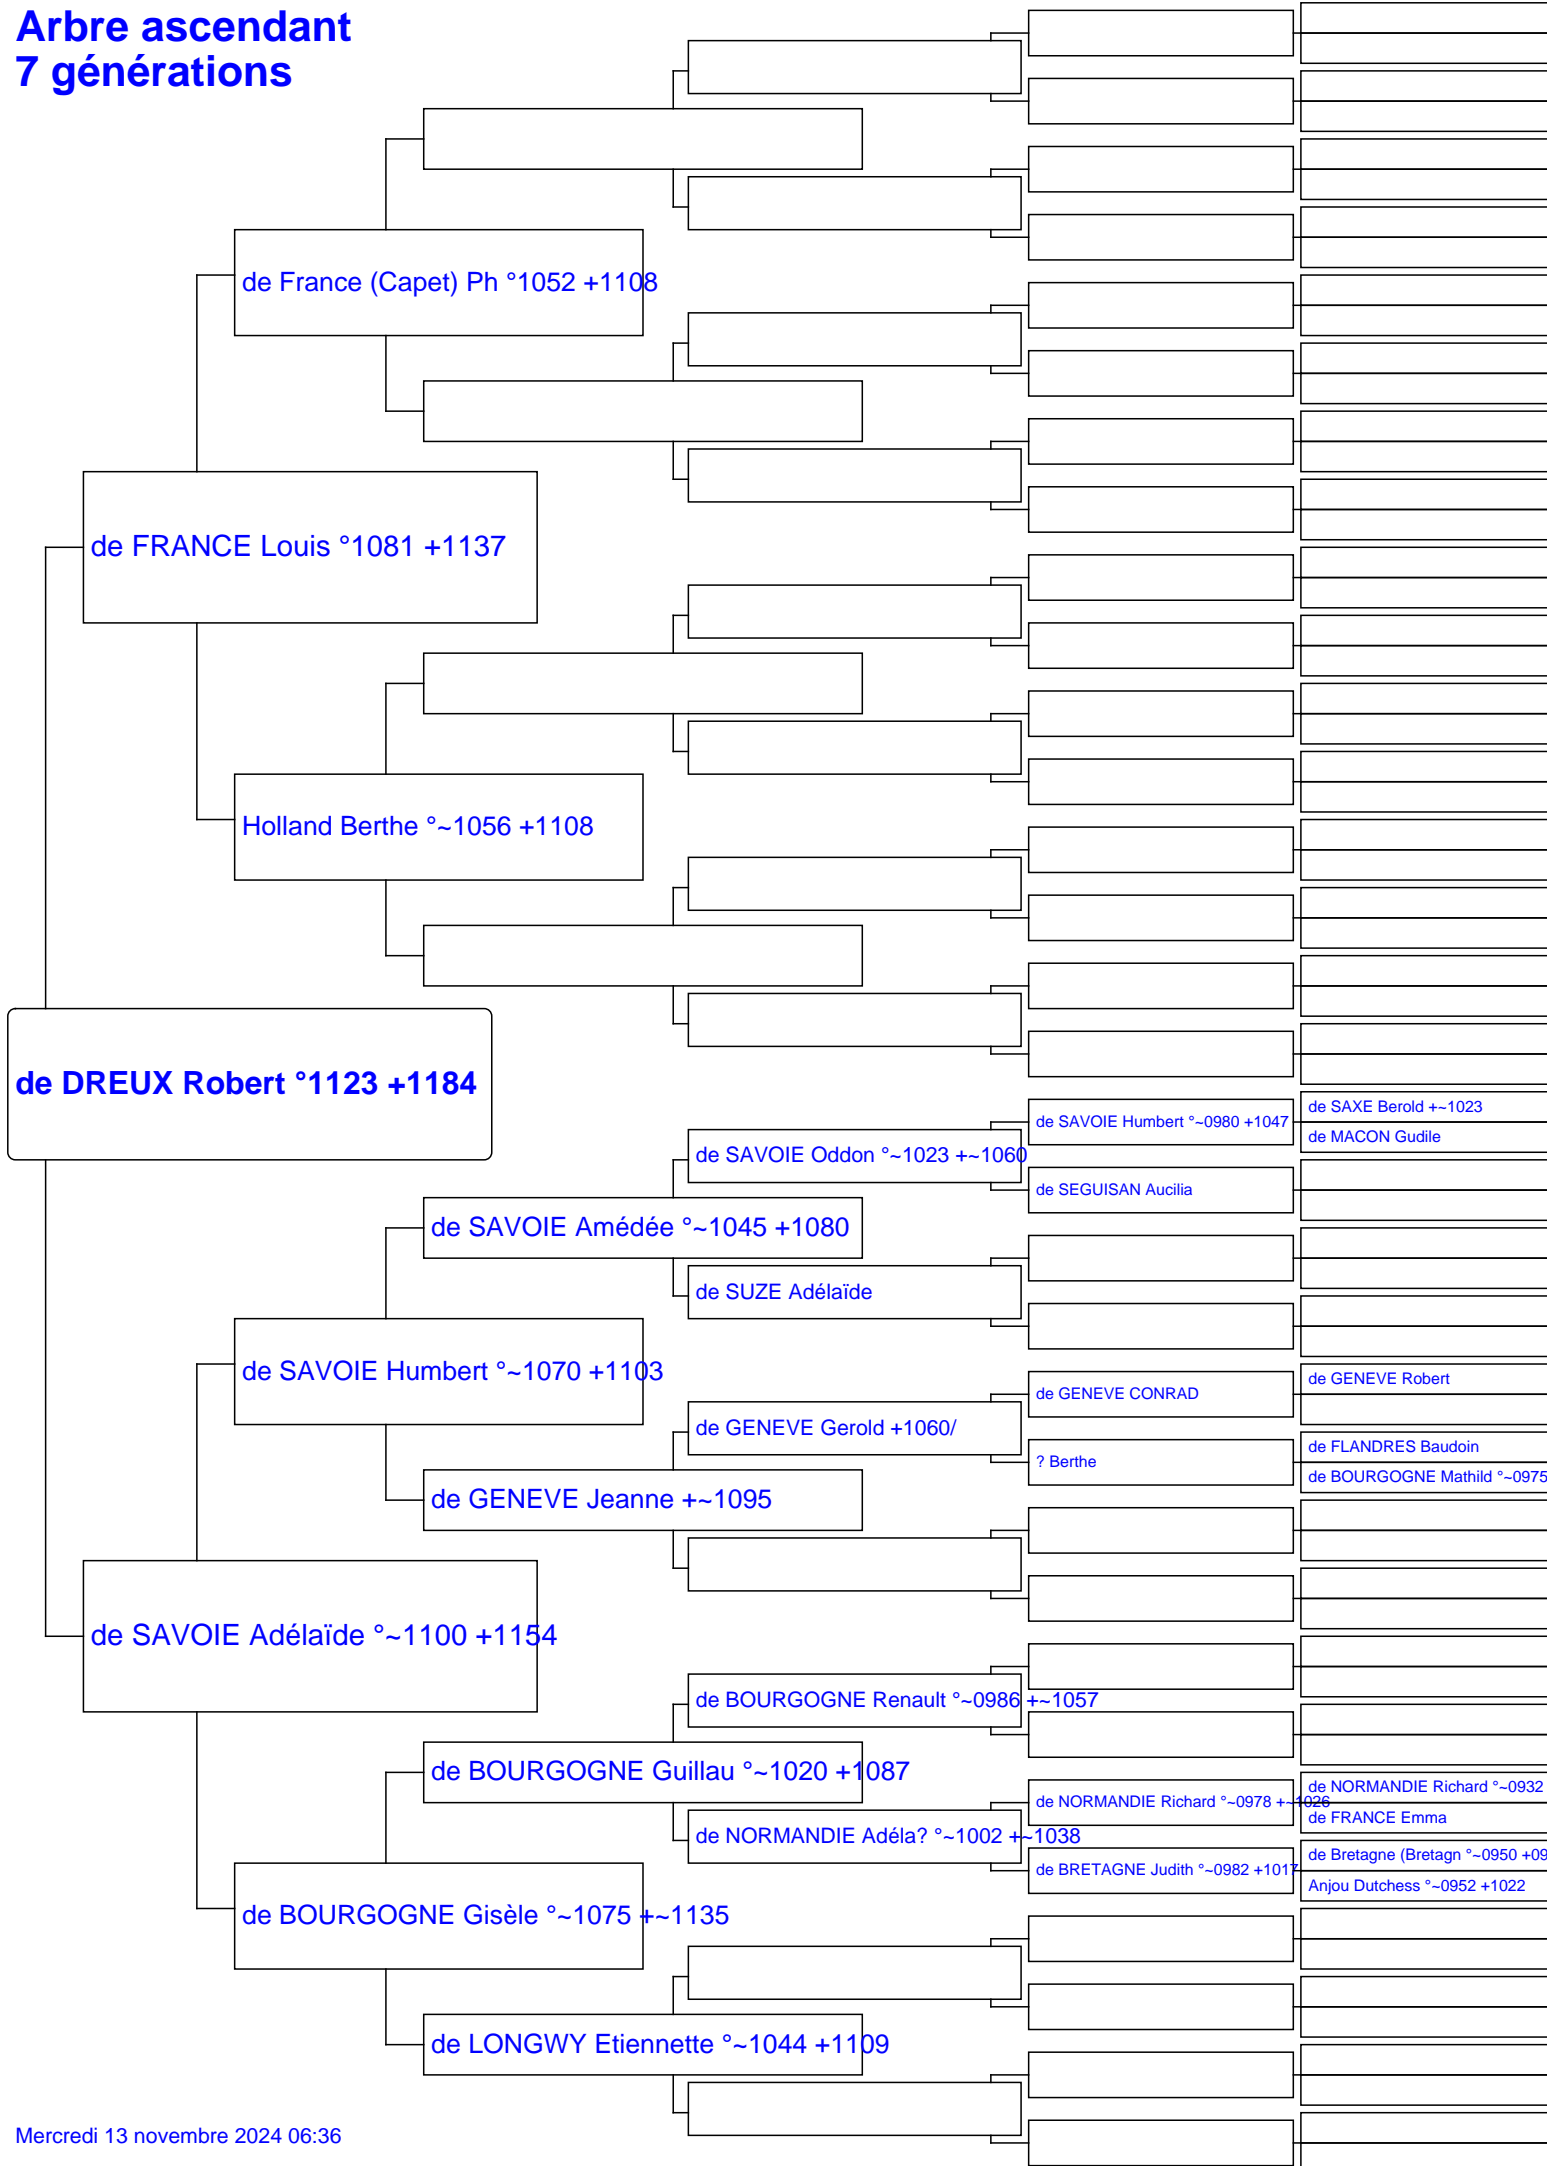 Arbre ascendant
7 générations
de France (Capet) Ph °1052 +1108
de FRANCE Louis °1081 +1137
Holland Berthe °~1056 +1108
de DREUX Robert °1123 +1184
de SAVOIE Humbert °~0980 +1047
de SAXE Berold +~1023
de MACON Gudile
de SAVOIE Oddon °~1023 +~1060
de SEGUISAN Aucilia
de SAVOIE Amédée °~1045 +1080
de SUZE Adélaïde
de SAVOIE Humbert °~1070 +1103
de GENEVE CONRAD
de GENEVE Robert
de GENEVE Gerold +1060/
? Berthe
de FLANDRES Baudoin
de BOURGOGNE Mathild °~0975
de GENEVE Jeanne +~1095
de SAVOIE Adélaïde °~1100 +1154
de BOURGOGNE Renault °~0986 +~1057
de BOURGOGNE Guillau °~1020 +1087
de NORMANDIE Richard °~0978 +~1026
de NORMANDIE Richard °~0932
de FRANCE Emma
de NORMANDIE Adéla? °~1002 +~1038
de BRETAGNE Judith °~0982 +1017
de Bretagne (Bretagn °~0950 +09
Anjou Dutchess °~0952 +1022
de BOURGOGNE Gisèle °~1075 +~1135
de LONGWY Etiennette °~1044 +1109
Mercredi 13 novembre 2024 06:36